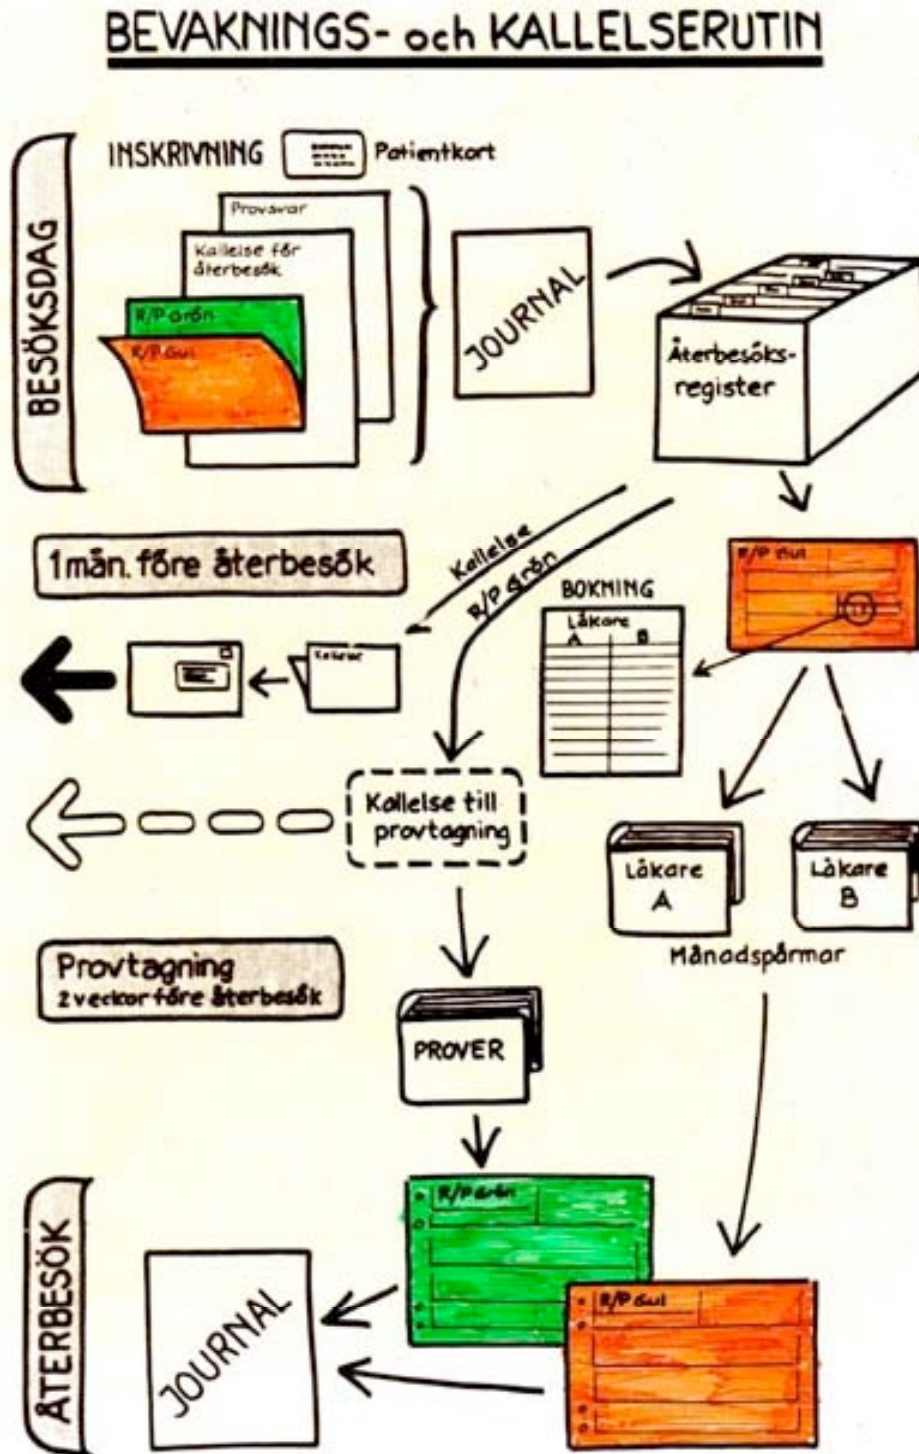 BEVAKNINGS- och KALLELSERUTIN
INSKRIVNING
Patientkort
BESÖKSDAG
Provsvar
Kallelse för
återbesök
R/P Grön
R/P Gul
JOURNAL
Återbesöks-
register
1 mån. före återbesök
Kallelse
R/P Grön
BOKNING
Läkare
A B
R/P Gul
Kallelse
Kallelse till
provtagning
Läkare
A
Läkare
B
Månadspärmar
Provtagning
2 veckor före återbesök
PROVER
ÅTERBESÖK
JOURNAL
R/P Grön
R/P Gul